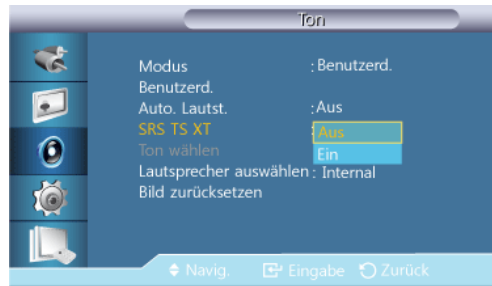 Ton
Modus : Benutzerd.
Benutzerd.
Auto. Lautst. : Aus
SRS TS XT : Aus
Ton wählen Ein
Lautsprecher auswählen : Internal
Bild zurücksetzen
Navig. Eingabe Zurück